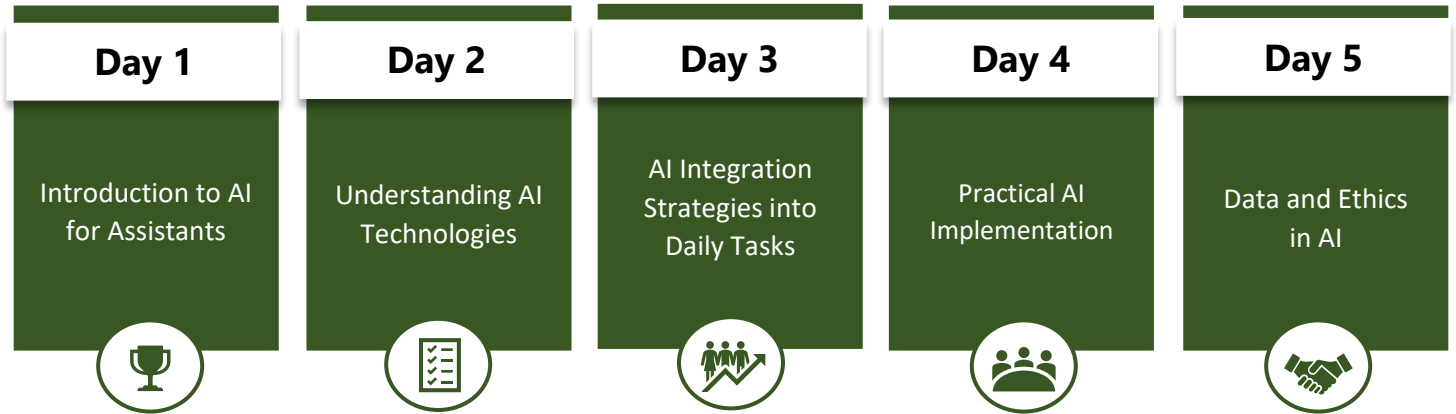 Day 1
Introduction to AI
for Assistants
Day 2
Understanding AI
Technologies
Day 3
AI Integration
Strategies into
Daily Tasks
Day 4
Practical AI
Implementation
Day 5
Data and Ethics
in AI